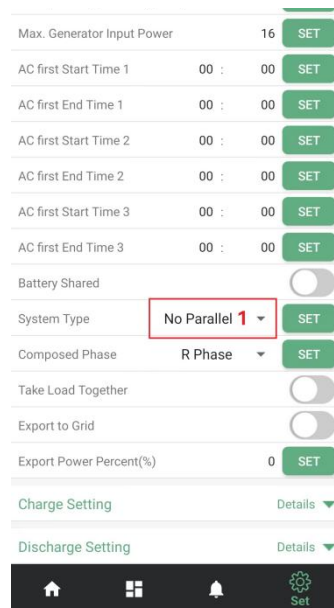 Max. Generator Input Power 16 SET
AC first Start Time 1 00 : 00 SET
AC first End Time 1 00 : 00 SET
AC first Start Time 2 00 : 00 SET
AC first End Time 2 00 : 00 SET
AC first Start Time 3 00 : 00 SET
AC first End Time 3 00 : 00 SET
Battery Shared
System Type No Parallel 1 SET
Composed Phase R Phase SET
Take Load Together
Export to Grid
Export Power Percent(%) 0 SET
Charge Setting Details
Discharge Setting Details
Set